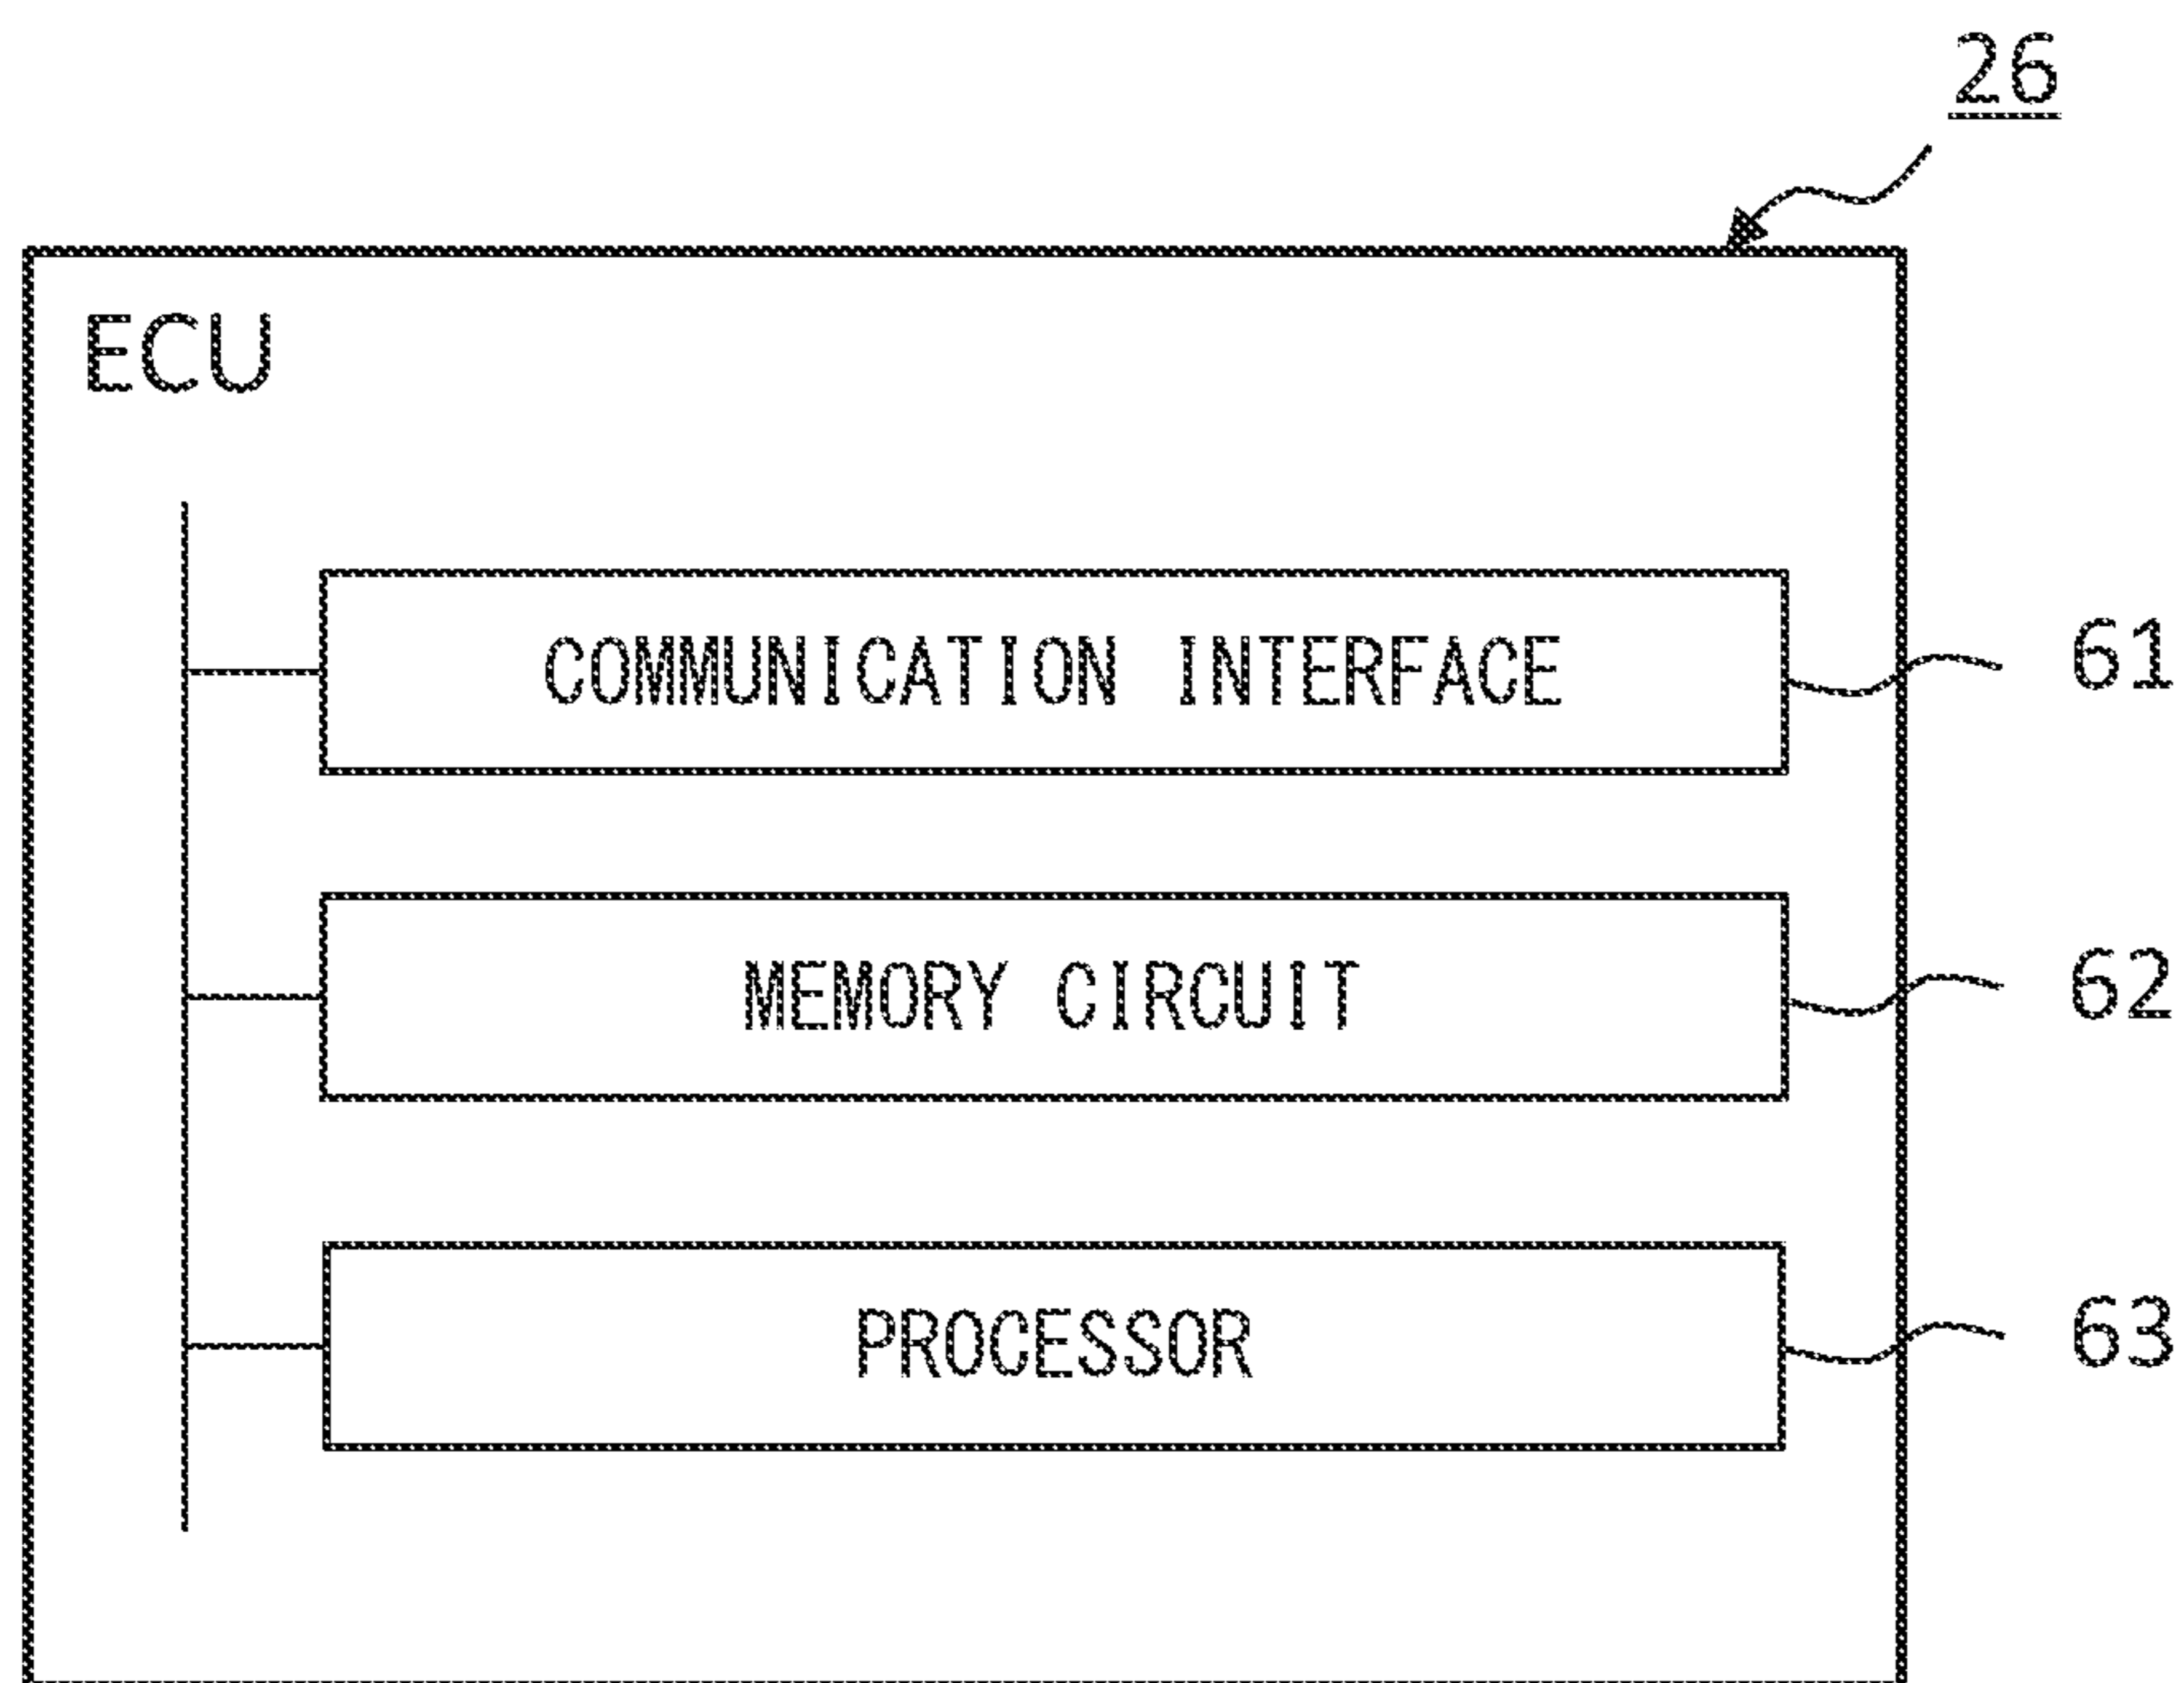 26
ECU
COMMUNICATION INTERFACE
61
MEMORY CIRCUIT
62
PROCESSOR
63